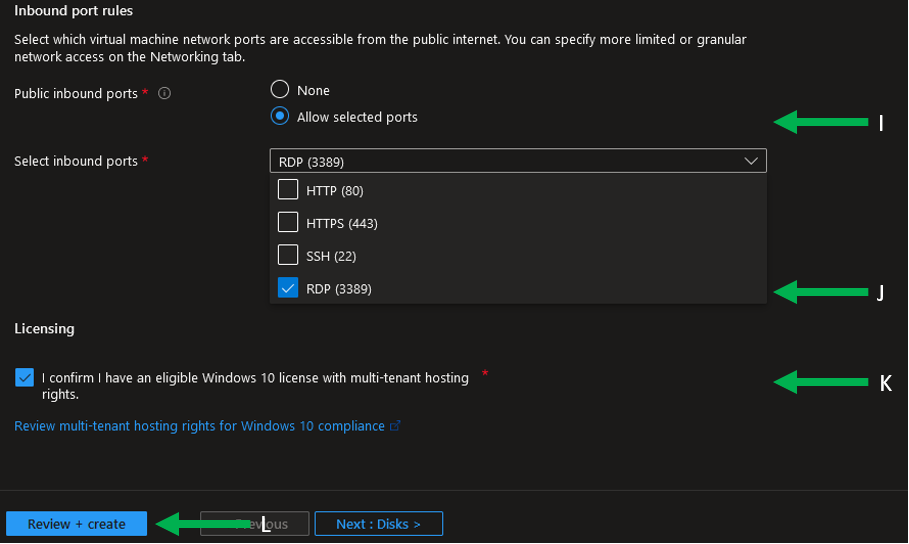 Inbound port rules
Select which virtual machine network ports are accessible from the public internet. You can specify more limited or granular
network access on the Networking tab.
Public inbound ports *
None
Allow selected ports
I
Select inbound ports *
RDP (3389)
HTTP (80)
HTTPS (443)
SSH (22)
RDP (3389)
J
Licensing
I confirm I have an eligible Windows 10 license with multi-tenant hosting *
rights.
K
Review multi-tenant hosting rights for Windows 10 compliance
Review + create
L
Next : Disks >